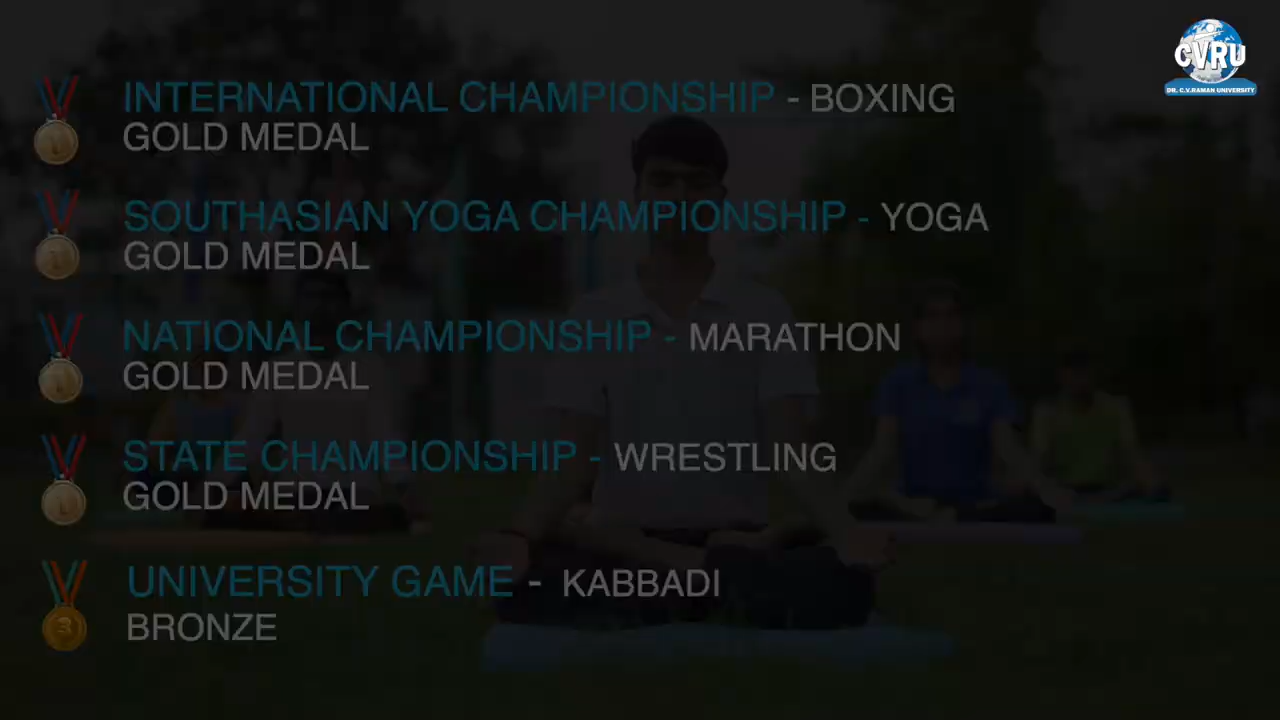 CVRU
DR. C.V.RAMAN UNIVERSITY
INTERNATIONAL CHAMPIONSHIP - BOXING
GOLD MEDAL
SOUTHASIAN YOGA CHAMPIONSHIP - YOGA
GOLD MEDAL
NATIONAL CHAMPIONSHIP - MARATHON
GOLD MEDAL
STATE CHAMPIONSHIP - WRESTLING
GOLD MEDAL
UNIVERSITY GAME - KABBADI
3
BRONZE